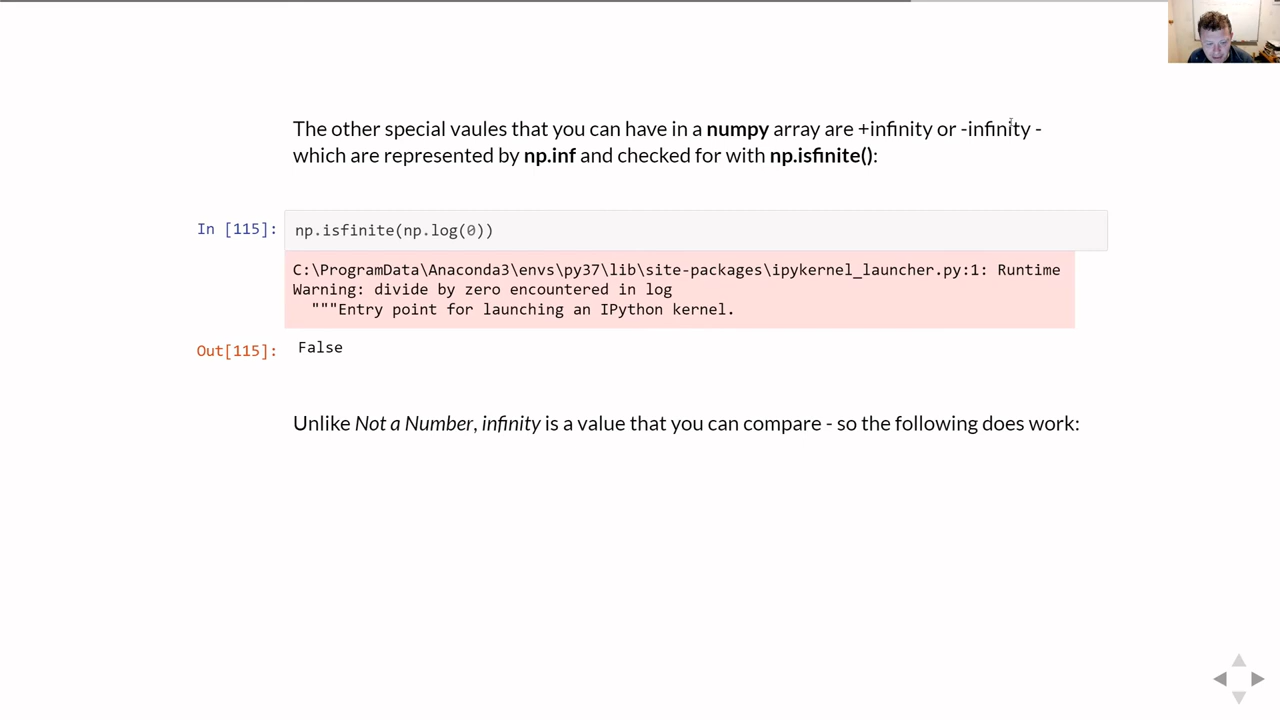 The other special vaules that you can have in a numpy array are +infinity or -infinity -
which are represented by np.inf and checked for with np.isfinite():
In [115]:
np.isfinite(np.log(0))
C:\ProgramData\Anaconda3\envs\py37\lib\site-packages\ipykernel_launcher.py:1: Runtime
Warning: divide by zero encountered in log
"""Entry point for launching an IPython kernel.
Out[115]:
False
Unlike Not a Number, infinity is a value that you can compare - so the following does work: